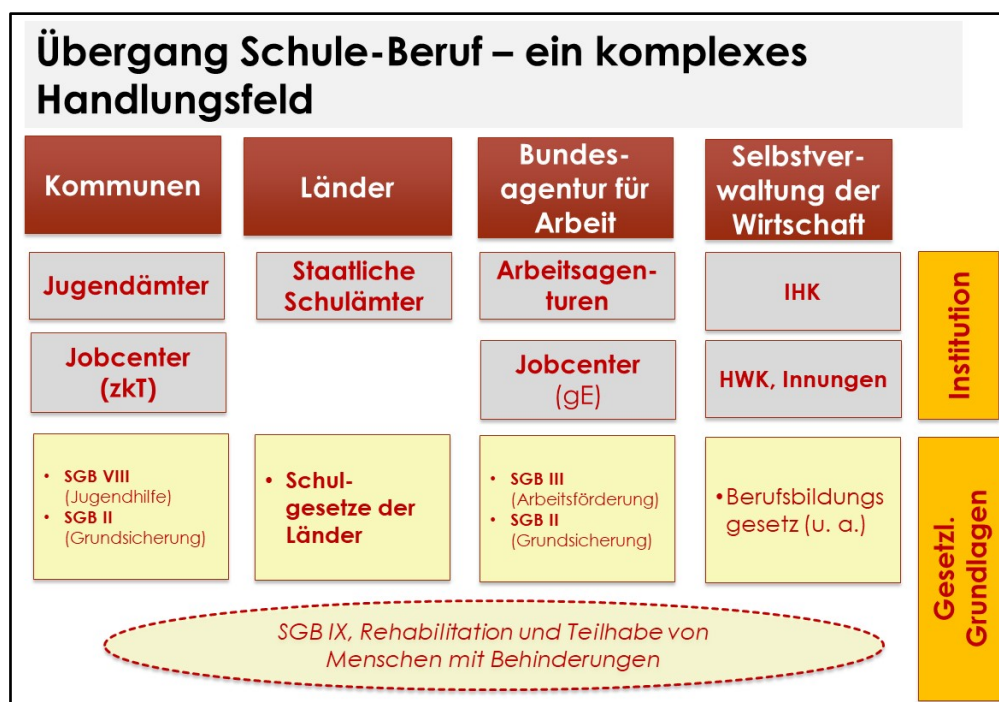 Übergang Schule-Beruf – ein komplexes
Handlungsfeld
Kommunen
Länder
Bundes-
agentur für
Arbeit
Selbstver-
waltung der
Wirtschaft
Jugendämter
Staatliche
Schulämter
Arbeitsagen-
turen
IHK
Institution
Jobcenter
(zkT)
Jobcenter
(gE)
HWK, Innungen
• SGB VIII
(Jugendhilfe)
• SGB II
(Grundsicherung)
• Schul-
gesetze der
Länder
• SGB III
(Arbeitsförderung)
• SGB II
(Grundsicherung)
•Berufsbildungs
gesetz (u. a.)
Gesetzl.
Grundlagen
SGB IX, Rehabilitation und Teilhabe von
Menschen mit Behinderungen